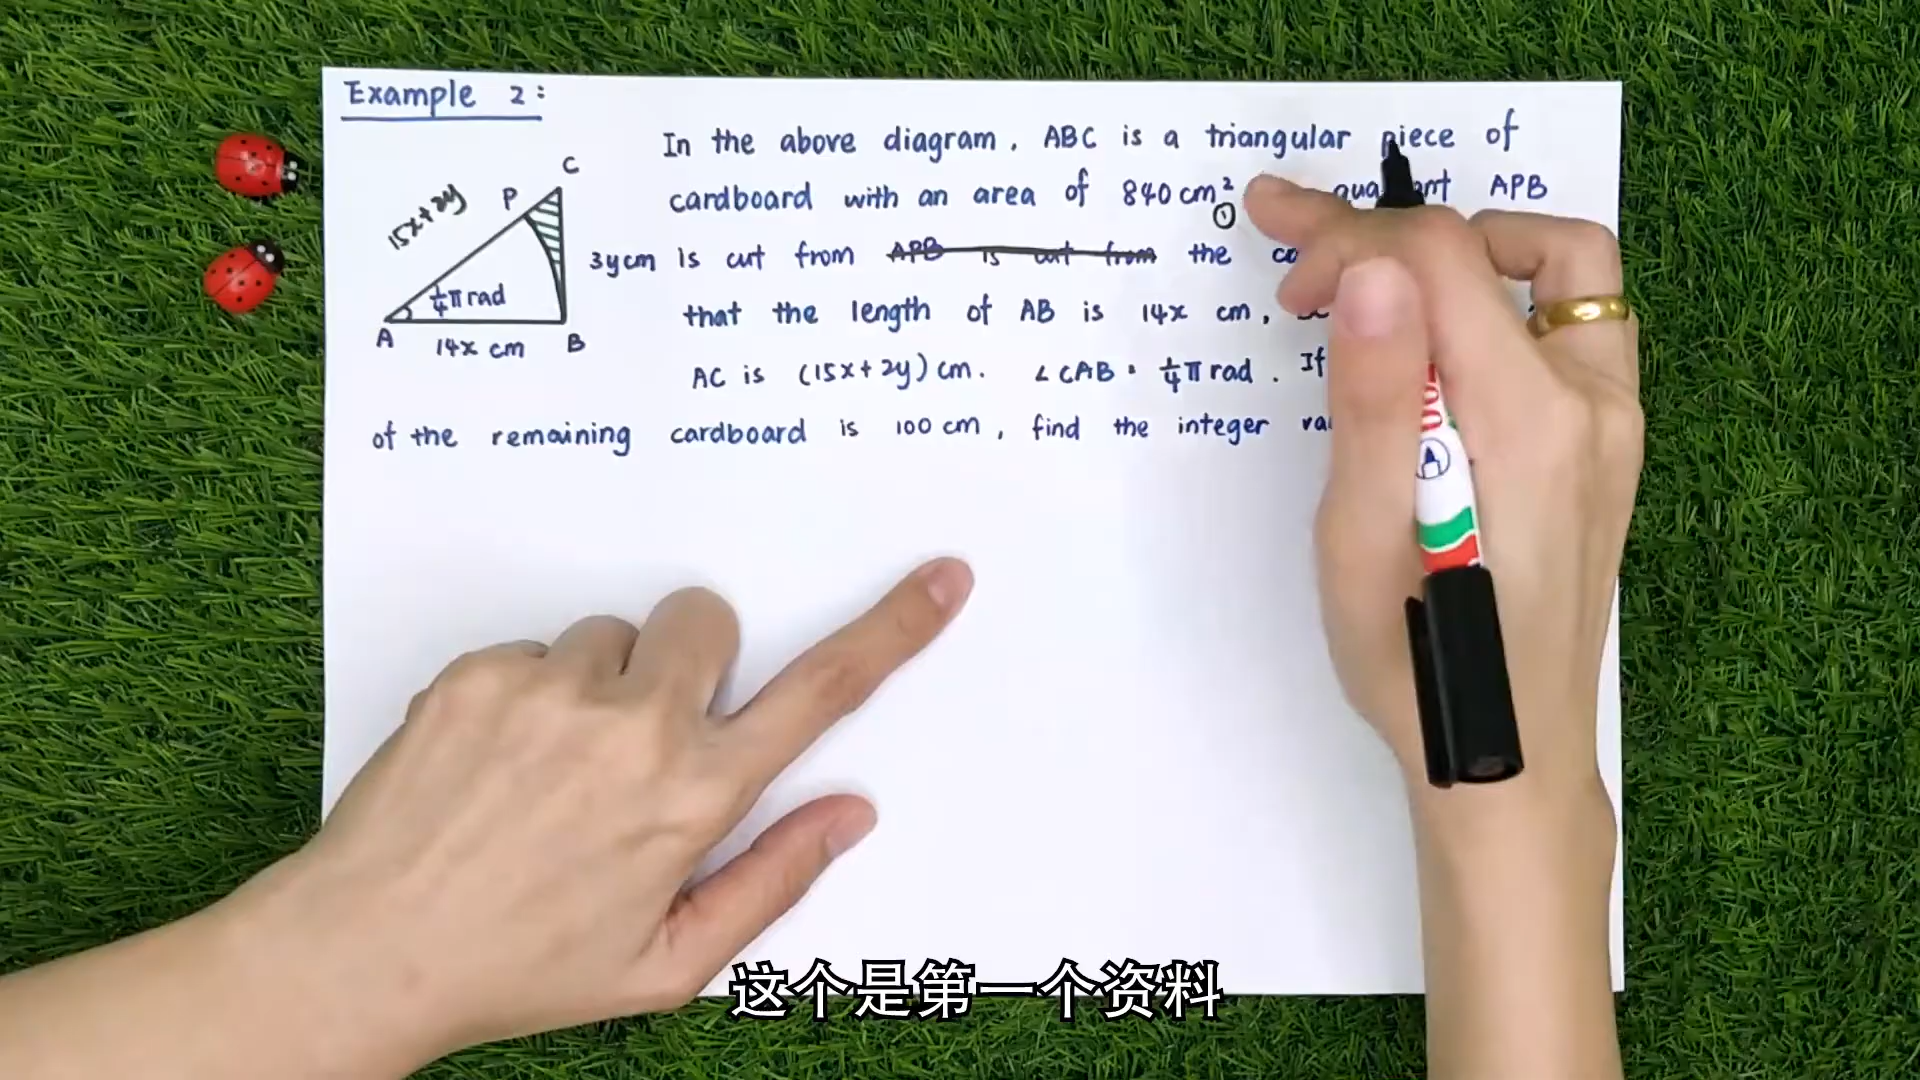 Example 2:
In the above diagram, ABC is a triangular piece of
cardboard with an area of 840 cm²
①
APB
is cut from APB is cut from the
that the length of AB is 14x cm,
AC is (15x+2y) cm. ∠CAB = 1/4 π rad. If
of the remaining cardboard is 100 cm, find the integer
C
P
15x+2y
3y cm
1/4 π rad
A
14x cm
B
这个是第一个资料